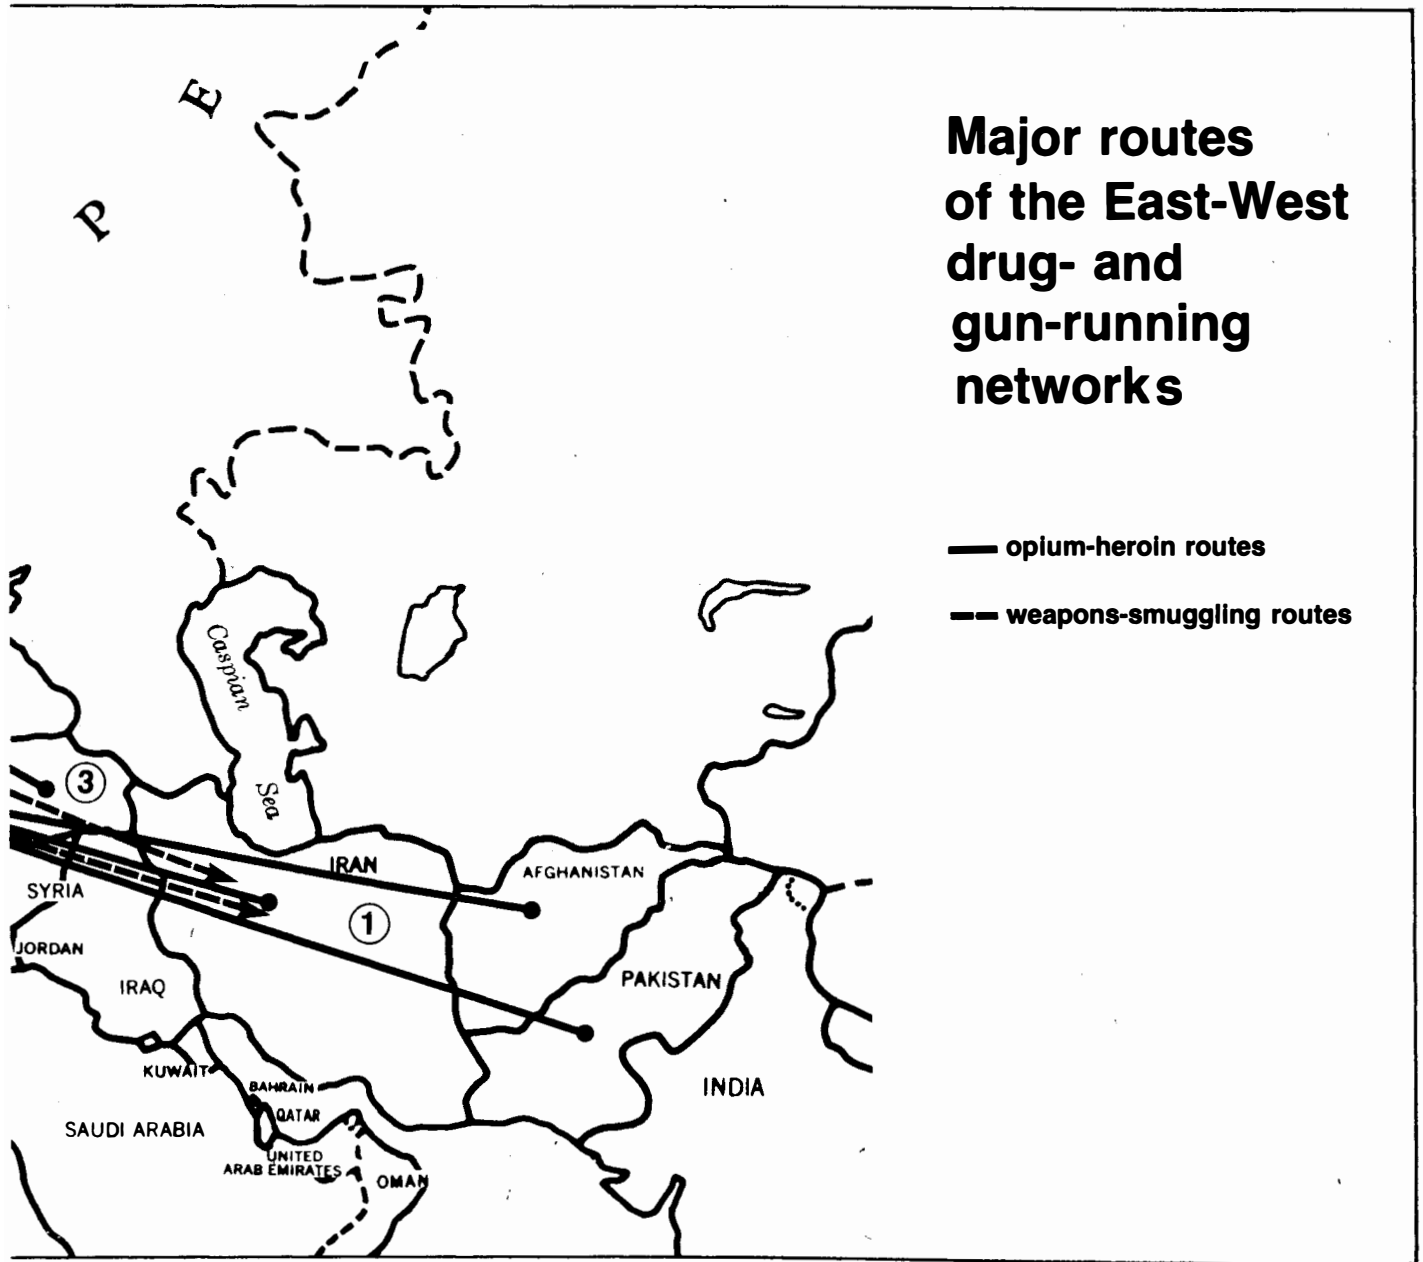 E
P
Major routes
of the East-West
drug- and
gun-running
networks
opium-heroin routes
weapons-smuggling routes
Caspian
Sea
3
IRAN
AFGHANISTAN
SYRIA
1
JORDAN
IRAQ
PAKISTAN
KUWAIT
BAHRAIN
INDIA
QATAR
SAUDI ARABIA
UNITED
ARAB EMIRATES
OMAN